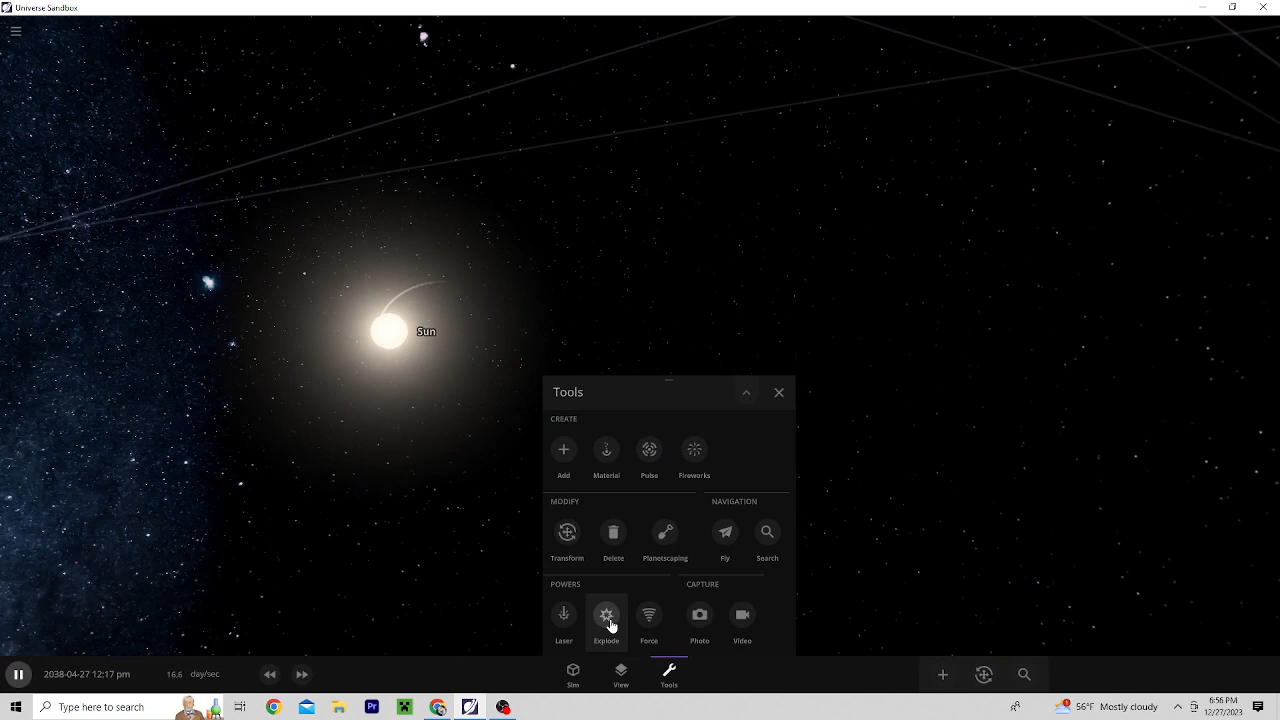 Universe Sandbox
Sun
Tools
CREATE
Add Material Pulse Fireworks
MODIFY NAVIGATION
Transform Delete Planetscaping Fly Search
POWERS CAPTURE
Laser Explode Force Photo Video
2038-04-27 12:17 pm 16.6 day/sec
Sim View Tools
Type here to search
Pr
56°F Mostly cloudy
6:56 PM
12/27/2023